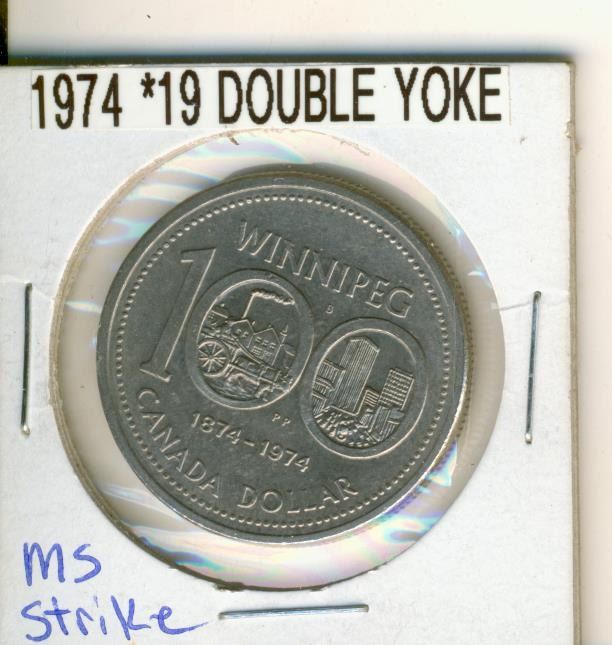 1974 *19 DOUBLE YOKE
WINNIPEG
100
B
PP
1874-1974
CANADA DOLLAR
MS
Strike